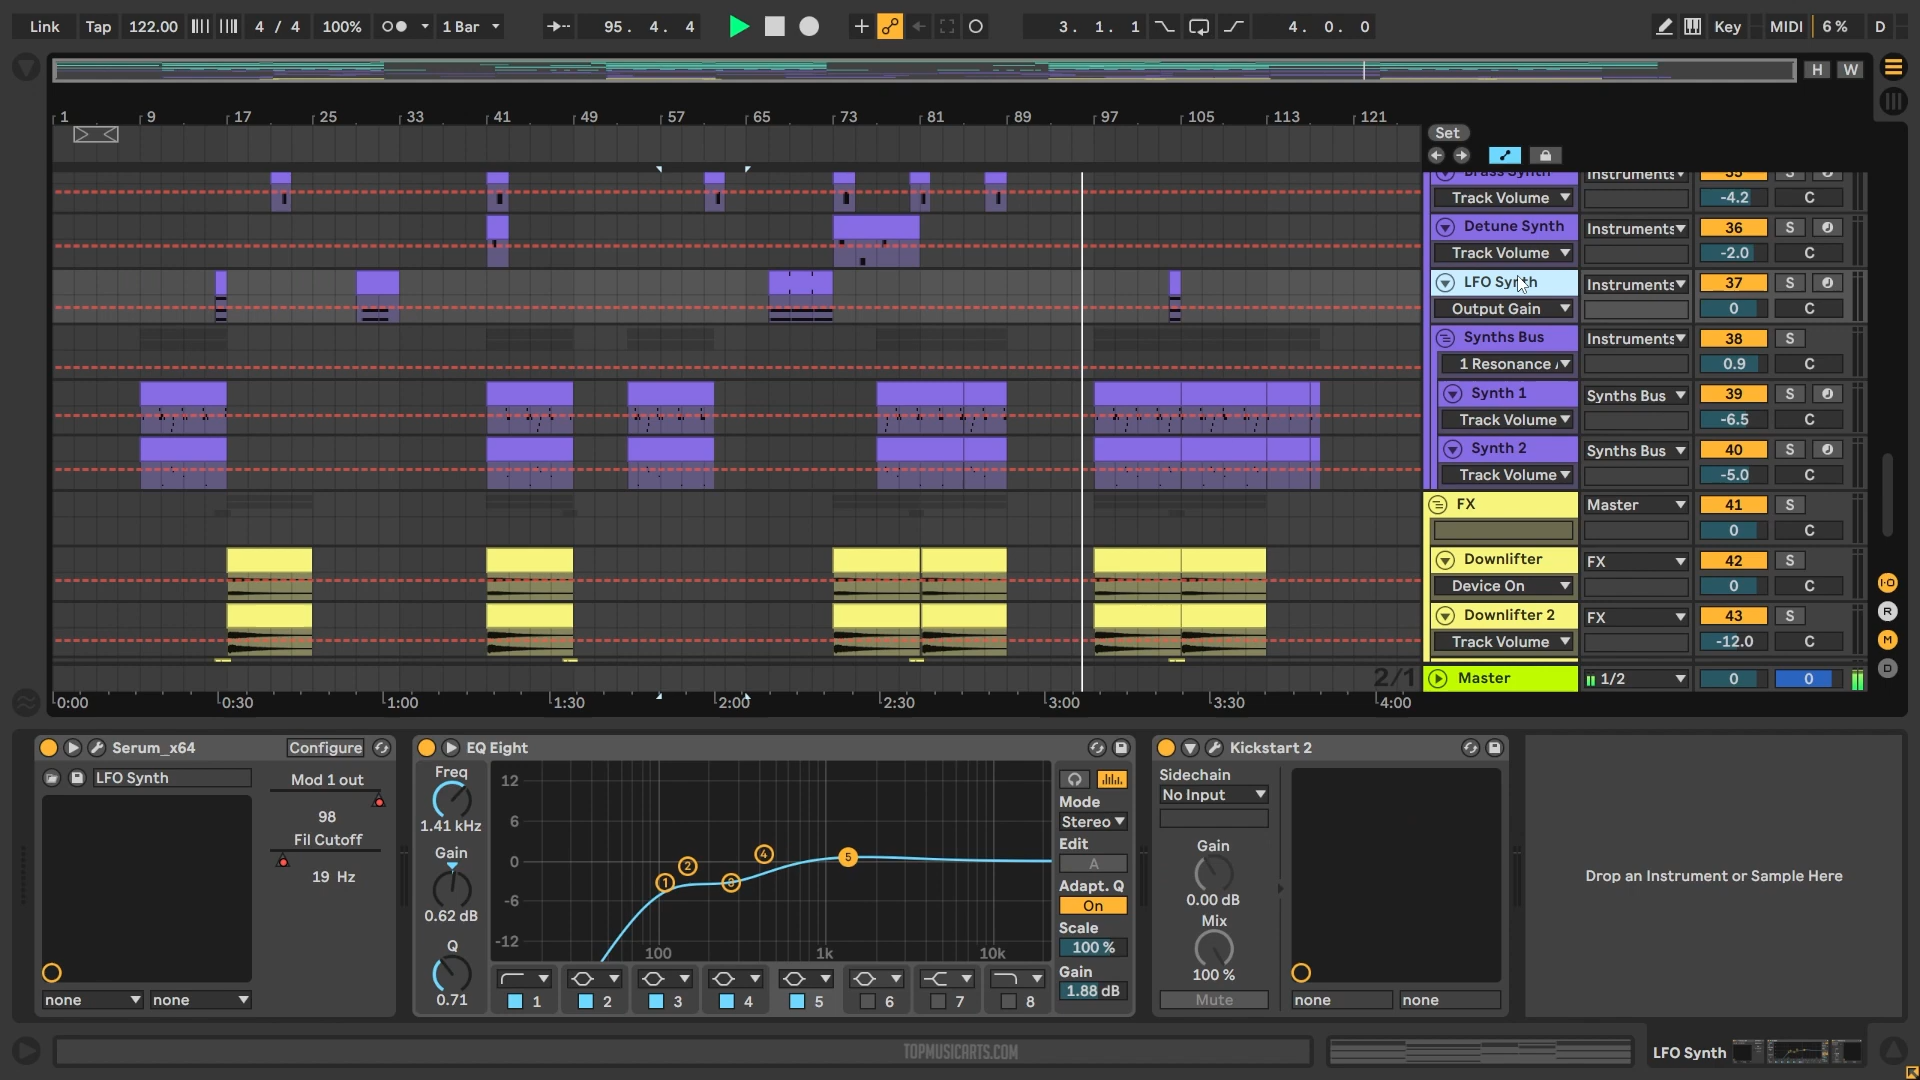 Link Tap 122.00 4 / 4 100% 1 Bar 95. 4. 4 3. 1. 1 4. 0. 0 Key MIDI 6 % D
H W
1 9 17 25 33 41 49 57 65 73 81 89 97 105 113 121
Set
Brass Synth Instruments 35 S
Track Volume -4.2 C
Detune Synth Instruments 36 S
Track Volume -2.0 C
LFO Synth Instruments 37 S
Output Gain 0 C
Synths Bus Instruments 38 S
1 Resonance 0.9 C
Synth 1 Synths Bus 39 S
Track Volume -6.5 C
Synth 2 Synths Bus 40 S
Track Volume -5.0 C
FX Master 41 S
0 C
Downlifter FX 42 S
Device On 0 C
I·O
R
Downlifter 2 FX 43 S
Track Volume -12.0 C
M
D
2/1 Master 1/2 0 0
0:00 0:30 1:00 1:30 2:00 2:30 3:00 3:30 4:00
Serum_x64 Configure
LFO Synth
Mod 1 out
98
Fil Cutoff
19 Hz
none none
EQ Eight
Freq
1.41 kHz
Gain
0.62 dB
Q
0.71
12
6
0
-6
-12
100 1k 10k
1 2 3 4 5
1 2 3 4 5 6 7 8
Mode
Stereo
Edit
A
Adapt. Q
On
Scale
100 %
Gain
1.88 dB
Kickstart 2
Sidechain
No Input
Gain
0.00 dB
Mix
100 %
Mute
none none
Drop an Instrument or Sample Here
TOPMUSICARTS.COM
LFO Synth